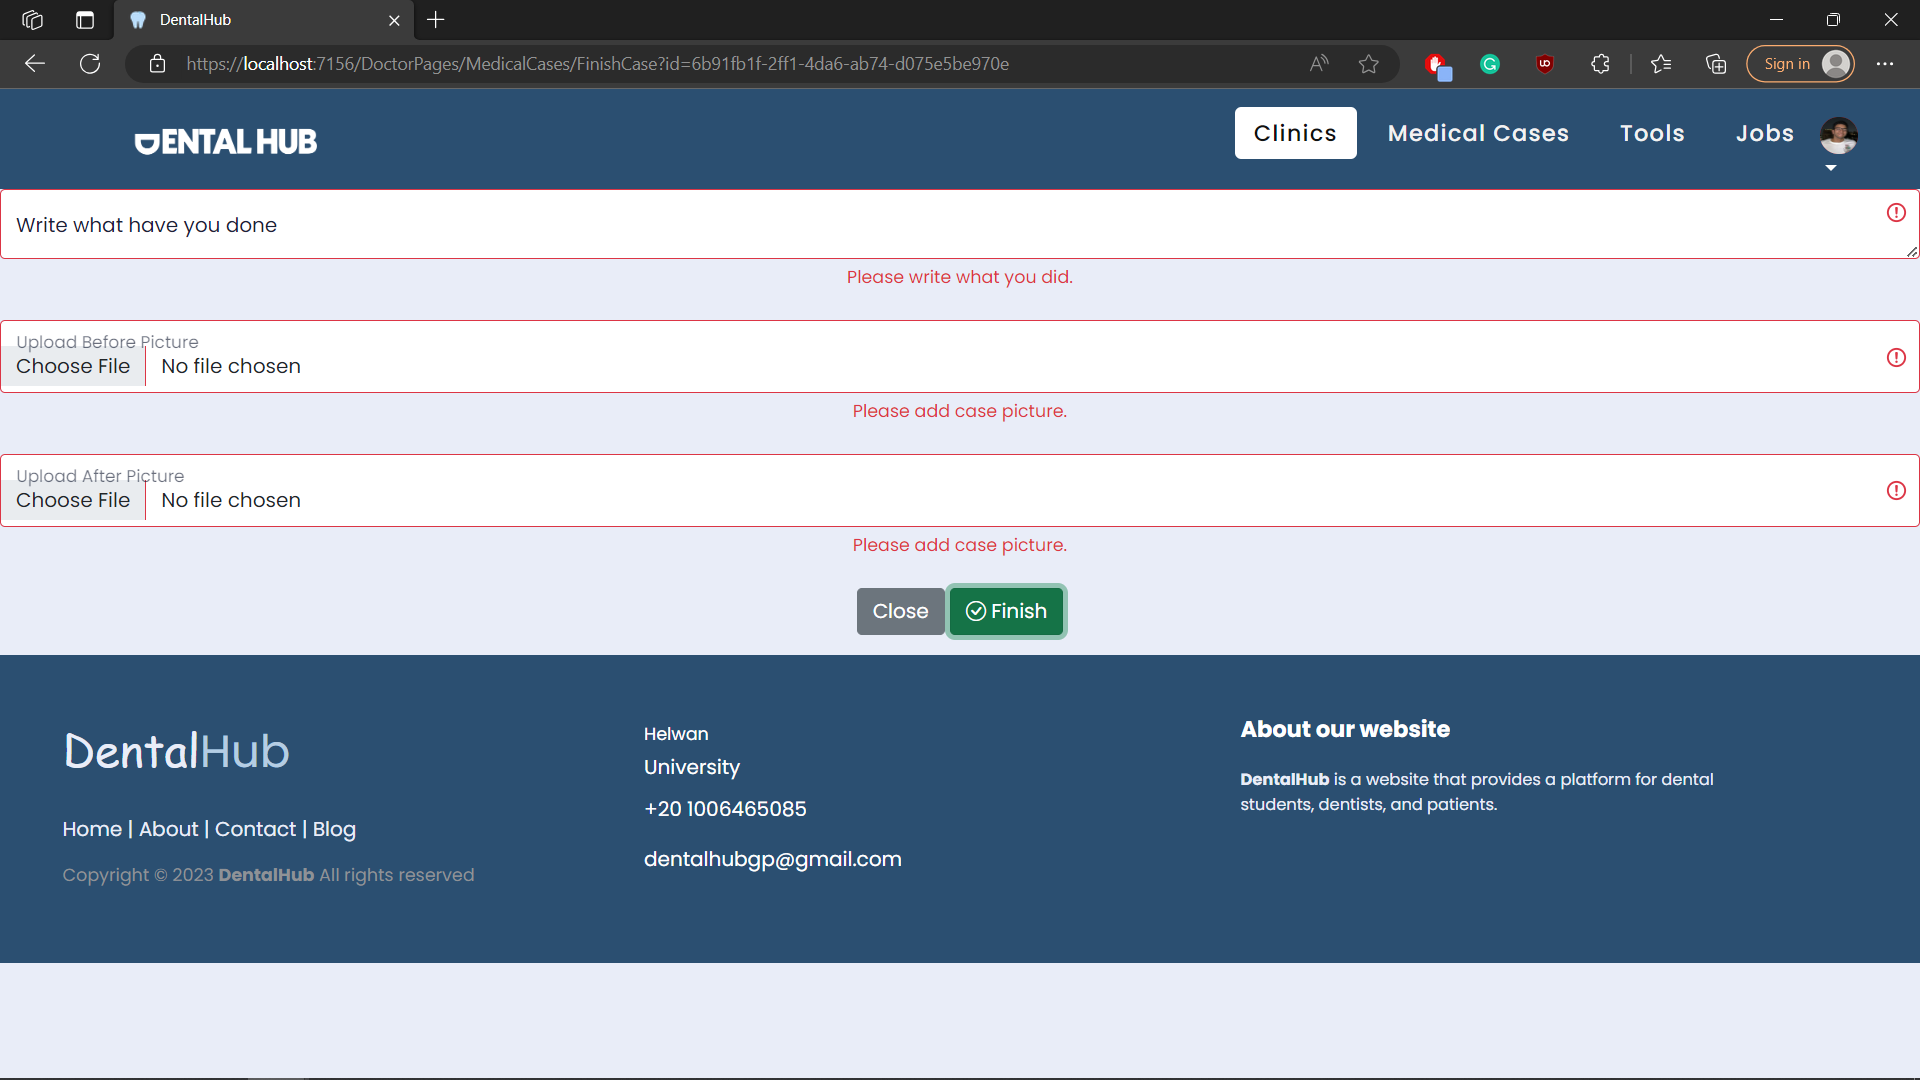 DentalHub
https://localhost:7156/DoctorPages/MedicalCases/FinishCase?id=6b91fb1f-2ff1-4da6-ab74-d075e5be970e
Sign in
DENTAL HUB
Clinics
Medical Cases
Tools
Jobs
Write what have you done
Please write what you did.
Upload Before Picture
Choose File No file chosen
Please add case picture.
Upload After Picture
Choose File No file chosen
Please add case picture.
Close
Finish
DentalHub
Home | About | Contact | Blog
Copyright © 2023 DentalHub All rights reserved
Helwan
University
+20 1006465085
dentalhubgp@gmail.com
About our website
DentalHub is a website that provides a platform for dental
students, dentists, and patients.